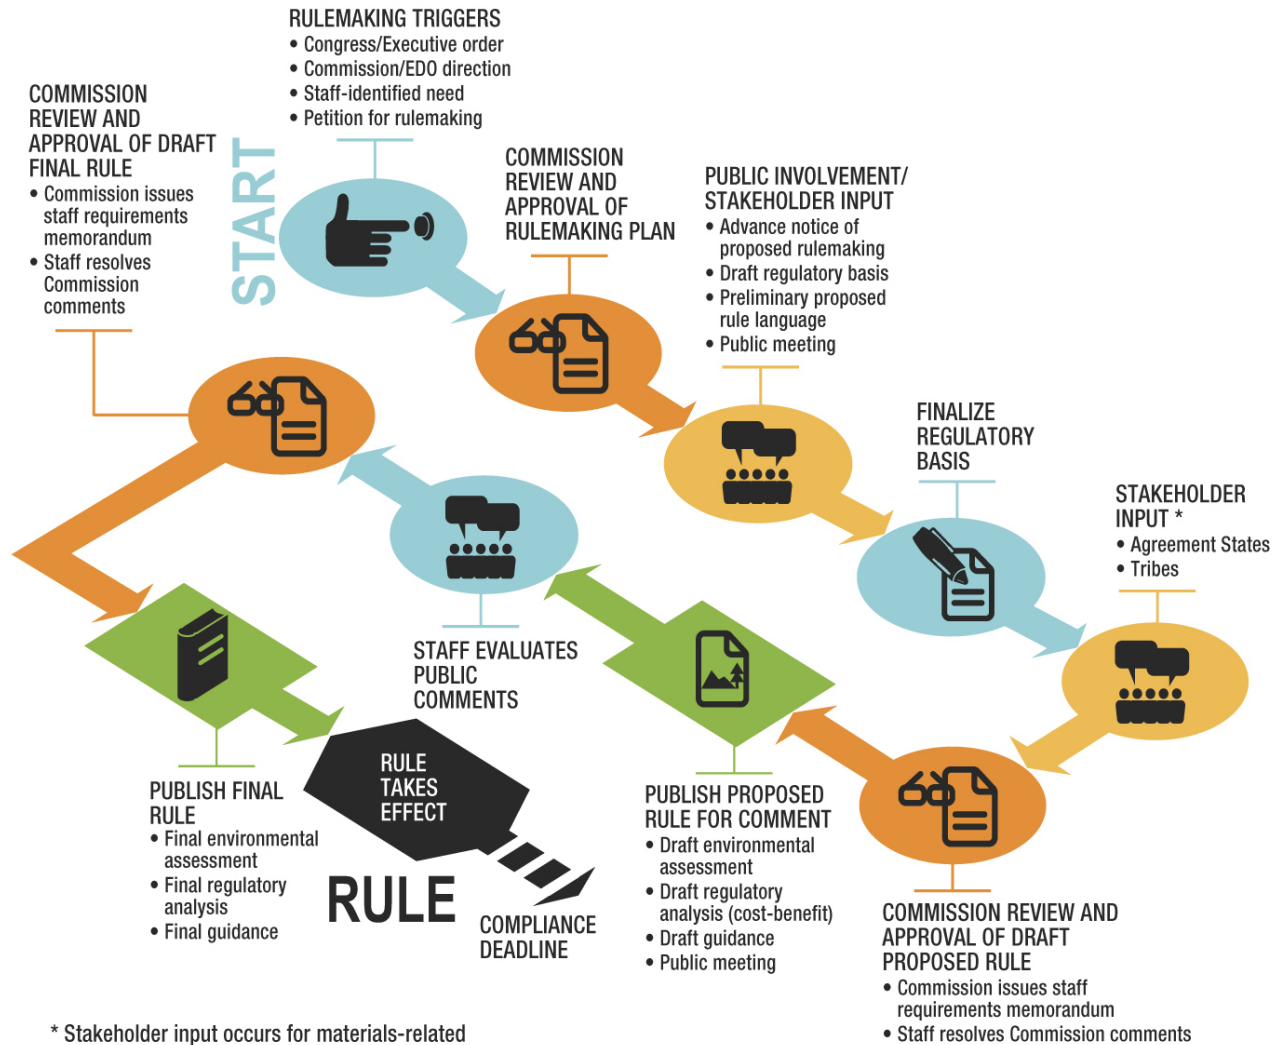 RULEMAKING TRIGGERS
• Congress/Executive order
• Commission/EDO direction
• Staff-identified need
• Petition for rulemaking
START
COMMISSION
REVIEW AND
APPROVAL OF
RULEMAKING PLAN
PUBLIC INVOLVEMENT/
STAKEHOLDER INPUT
• Advance notice of
proposed rulemaking
• Draft regulatory basis
• Preliminary proposed
rule language
• Public meeting
FINALIZE
REGULATORY
BASIS
STAKEHOLDER
INPUT *
• Agreement States
• Tribes
COMMISSION REVIEW AND
APPROVAL OF DRAFT
PROPOSED RULE
• Commission issues staff
requirements memorandum
• Staff resolves Commission comments
PUBLISH PROPOSED
RULE FOR COMMENT
• Draft environmental
assessment
• Draft regulatory
analysis (cost-benefit)
• Draft guidance
• Public meeting
STAFF EVALUATES
PUBLIC
COMMENTS
COMMISSION
REVIEW AND
APPROVAL OF DRAFT
FINAL RULE
• Commission issues
staff requirements
memorandum
• Staff resolves
Commission
comments
PUBLISH FINAL
RULE
• Final environmental
assessment
• Final regulatory
analysis
• Final guidance
RULE
TAKES
EFFECT
RULE
COMPLIANCE
DEADLINE
* Stakeholder input occurs for materials-related